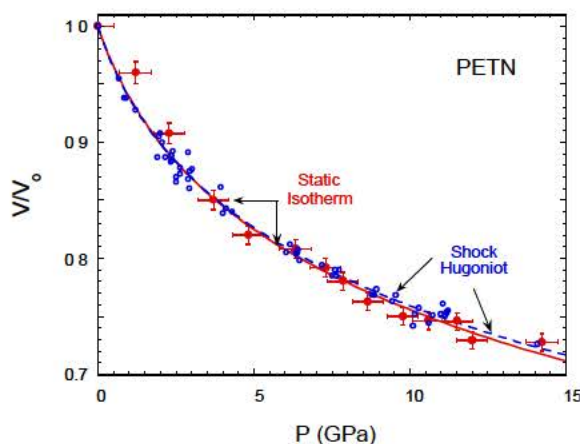 1 0
PETN
0 9
V/Vo
Static
Isotherm
0.8
Shock
Hugoniot
0.7
0
5
10
15
P (GPa)